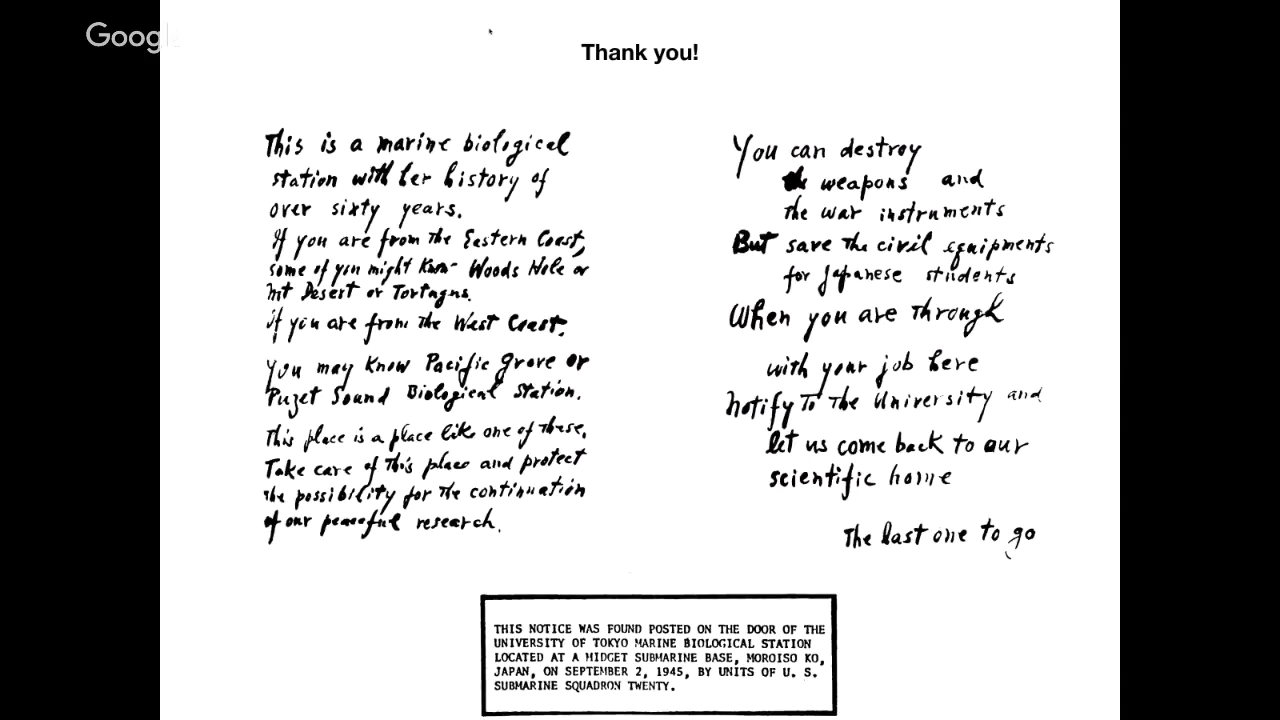 Google
Thank you!
This is a marine biological
station with her history of
over sixty years.
If you are from the Eastern Coast,
some of you might know Woods Hole or
Mt Desert or Tortugas.
If you are from the West Coast,
you may know Pacific Grove or
Puzet Sound Biological Station.
This place is a place like one of these.
Take care of this place and protect
the possibility for the continuation
of our peaceful research.
You can destroy
the weapons and
the war instruments
But save the civil equipments
for Japanese students
When you are through
with your job here
Notify to the University and
let us come back to our
scientific home
The last one to go
THIS NOTICE WAS FOUND POSTED ON THE DOOR OF THE
UNIVERSITY OF TOKYO MARINE BIOLOGICAL STATION
LOCATED AT A MIDGET SUBMARINE BASE, MOROISO KO,
JAPAN, ON SEPTEMBER 2, 1945, BY UNITS OF U. S.
SUBMARINE SQUADRON TWENTY.